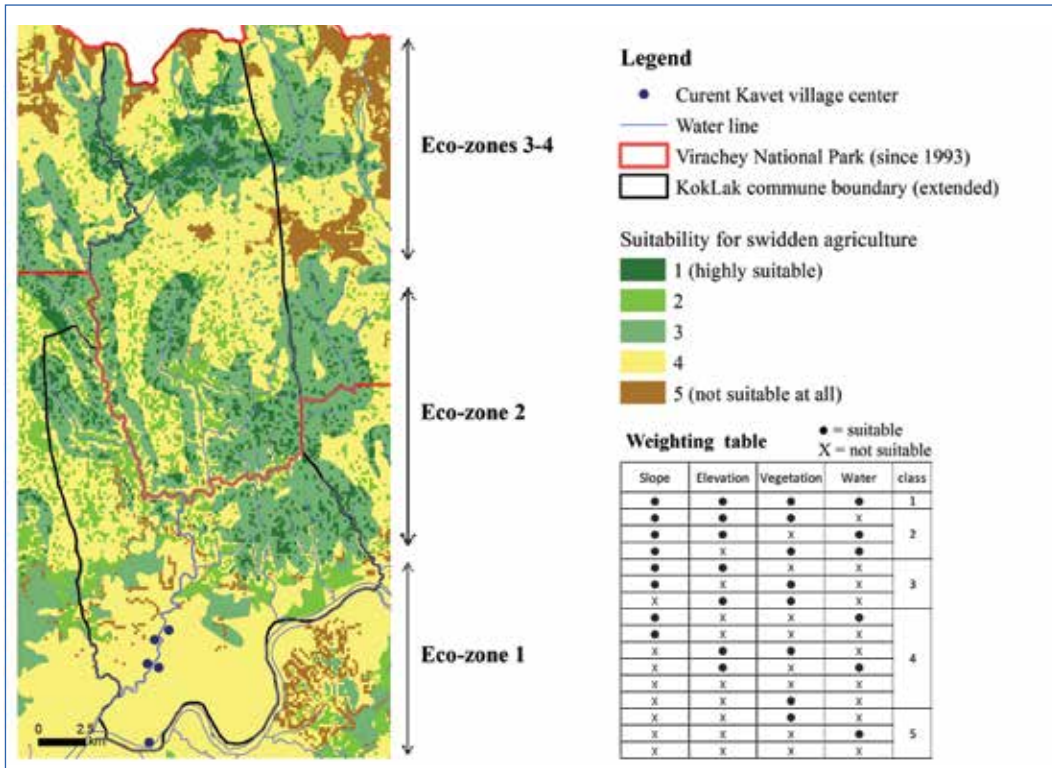 Eco-zones 3-4
Eco-zone 2
Eco-zone 1
0 2.5
km
Legend
Curent Kavet village center
Water line
Virachey National Park (since 1993)
KokLak commune boundary (extended)
Suitability for swidden agriculture
1 (highly suitable)
2
3
4
5 (not suitable at all)
Weighting table
● = suitable
X = not suitable
Slope Elevation Vegetation Water class
● ● ● ● 1
● ● ● X
● ● X ● 2
● X ● ●
● ● X X
● X ● X 3
X ● ● X
● X X ●
● X X X
X ● ● X
X ● X ● 4
X X X X
X X ● X
X X ● X
X X X ● 5
X X X X